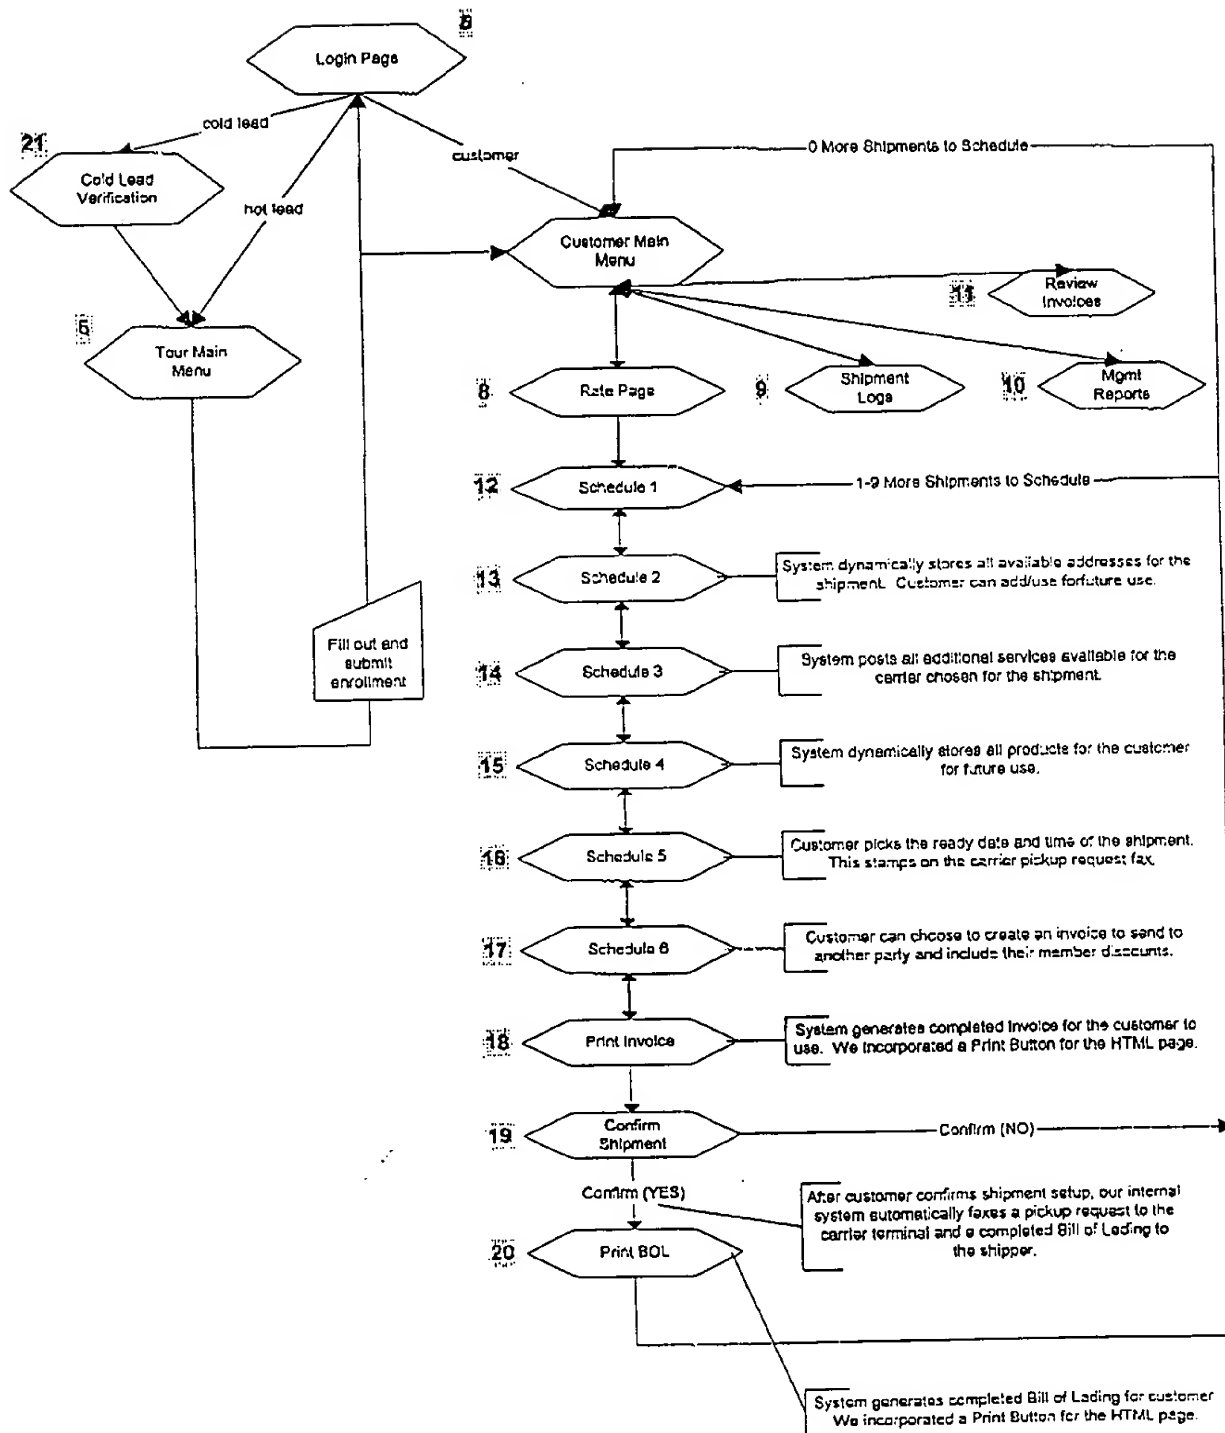 Login Page
cold lead
21
customer
0 More Shipments to Schedule
Cold Lead
Verification
hot lead
Customer Main
Menu
11
Review
Invoices
5
Tour Main
Menu
8
Rate Page
9
Shipment
Logs
10
Mgmt
Reports
12
Schedule 1
1-9 More Shipments to Schedule
13
Schedule 2
System dynamically stores all available addresses for the
shipment. Customer can add/use forfuture use.
Fill out and
submit
enrollment
14
Schedule 3
System posts all additional services available for the
carrier chosen for the shipment.
15
Schedule 4
System dynamically stores all products for the customer
for future use.
16
Schedule 5
Customer picks the ready date and time of the shipment.
This stamps on the carrier pickup request fax.
17
Schedule 6
Customer can choose to create an invoice to send to
another party and include their member discounts.
18
Print Invoice
System generates completed Invoice for the customer to
use. We Incorporated a Print Button for the HTML page.
19
Confirm
Shipment
Confirm (NO)
Confirm (YES)
After customer confirms shipment setup, our internal
system automatically faxes a pickup request to the
carrier terminal and a completed Bill of Lading to
the shipper.
20
Print BOL
System generates completed Bill of Lading for customer
We incorporated a Print Button for the HTML page.